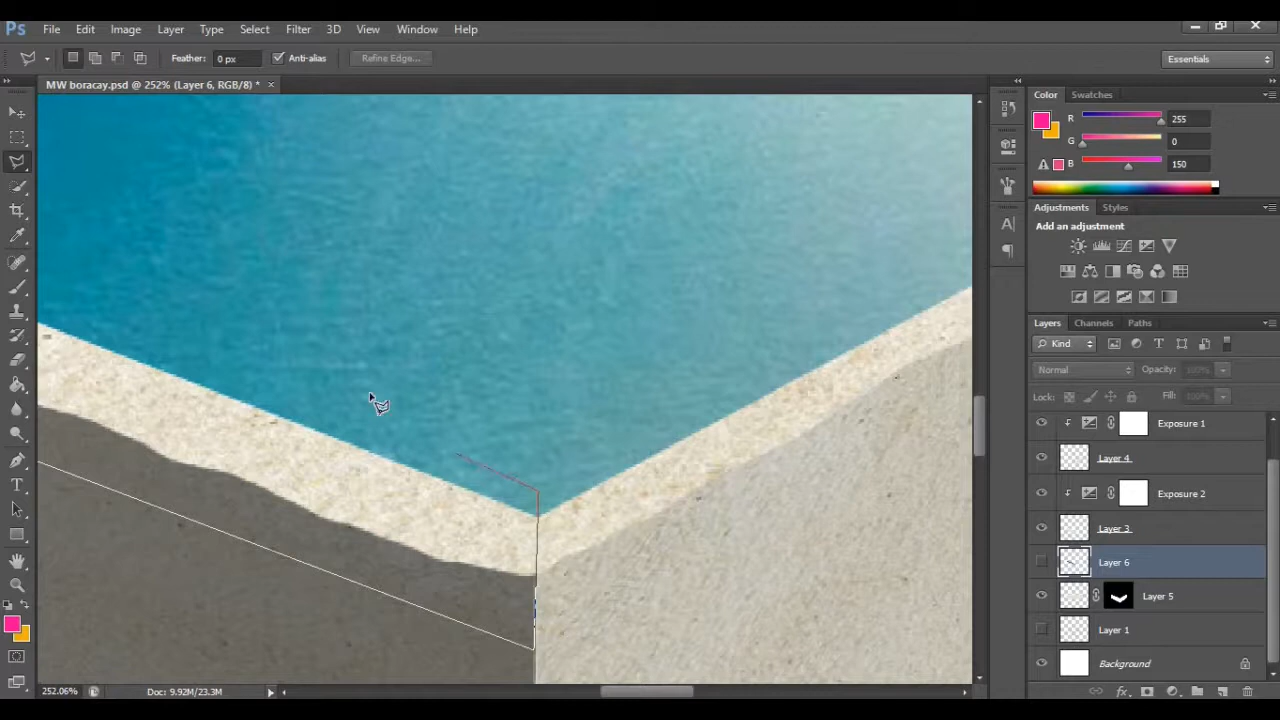 Ps File Edit Image Layer Type Select Filter 3D View Window Help
Feather: 0 px Anti-alias Refine Edge... Essentials
MW boracay.psd @ 252% (Layer 6, RGB/8) * ×
Color Swatches
R 255
G 0
B 150
Adjustments Styles
Add an adjustment
Layers Channels Paths
Kind
Normal Opacity: 100%
Lock: Fill: 100%
Exposure 1
Layer 4
Exposure 2
Layer 3
Layer 6
Layer 5
Layer 1
Background
252.06% Doc: 9.92M/23.3M